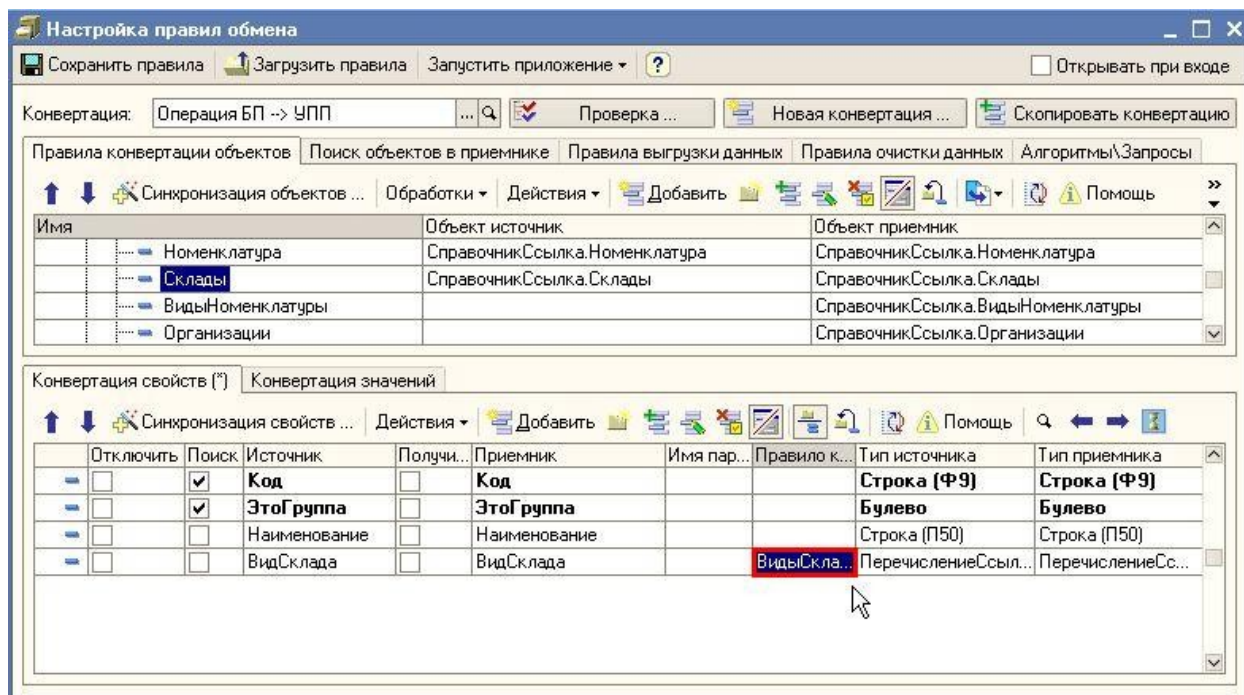 Настройка правил обмена
Сохранить правила Загрузить правила Запустить приложение ? Открывать при входе
Конвертация: Операция БП --> УПП ... Проверка ... Новая конвертация ... Скопировать конвертацию
Правила конвертации объектов Поиск объектов в приемнике Правила выгрузки данных Правила очистки данных Алгоритмы\Запросы
Синхронизация объектов ... Обработки Действия Добавить Помощь »
Имя Объект источник Объект приемник
Номенклатура СправочникСсылка.Номенклатура СправочникСсылка.Номенклатура
Склады СправочникСсылка.Склады СправочникСсылка.Склады
ВидыНоменклатуры СправочникСсылка.ВидыНоменклатуры
Организации СправочникСсылка.Организации
Конвертация свойств (*) Конвертация значений
Синхронизация свойств ... Действия Добавить Помощь
Отключить Поиск Источник Получи... Приемник Имя пар... Правило к... Тип источника Тип приемника
Код Код Строка (Ф9) Строка (Ф9)
ЭтоГруппа ЭтоГруппа Булево Булево
Наименование Наименование Строка (П50) Строка (П50)
ВидСклада ВидСклада ВидыСкла... ПеречислениеСсыл... ПеречислениеСс...